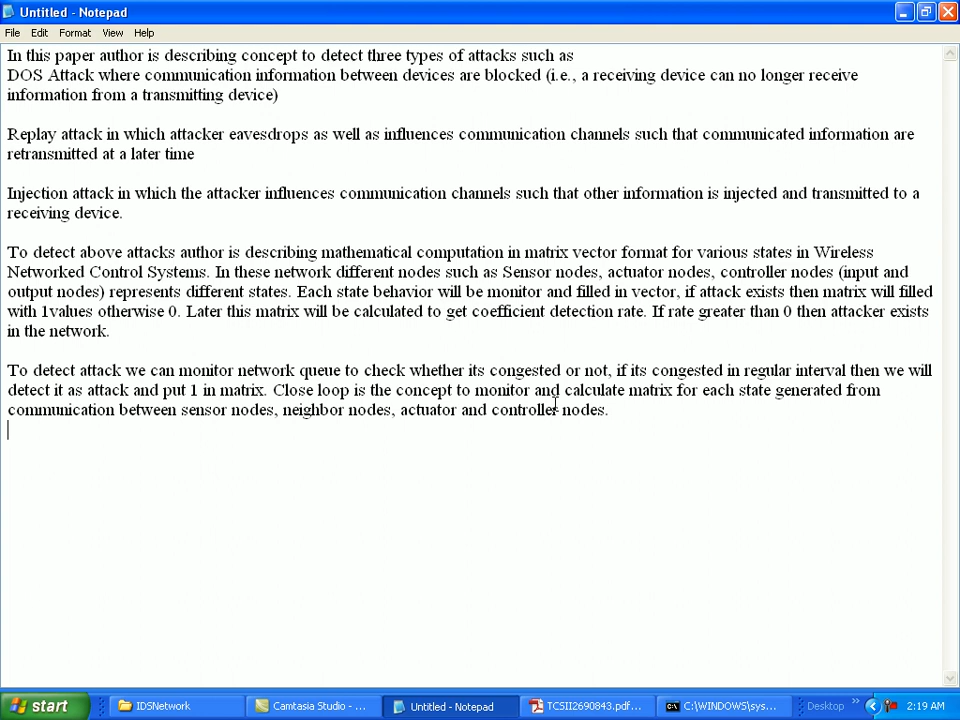 Untitled - Notepad
File Edit Format View Help
In this paper author is describing concept to detect three types of attacks such as
DOS Attack where communication information between devices are blocked (i.e., a receiving device can no longer receive
information from a transmitting device)
Replay attack in which attacker eavesdrops as well as influences communication channels such that communicated information are
retransmitted at a later time
Injection attack in which the attacker influences communication channels such that other information is injected and transmitted to a
receiving device.
To detect above attacks author is describing mathematical computation in matrix vector format for various states in Wireless
Networked Control Systems. In these network different nodes such as Sensor nodes, actuator nodes, controller nodes (input and
output nodes) represents different states. Each state behavior will be monitor and filled in vector, if attack exists then matrix will filled
with 1values otherwise 0. Later this matrix will be calculated to get coefficient detection rate. If rate greater than 0 then attacker exists
in the network.
To detect attack we can monitor network queue to check whether its congested or not, if its congested in regular interval then we will
detect it as attack and put 1 in matrix. Close loop is the concept to monitor and calculate matrix for each state generated from
communication between sensor nodes, neighbor nodes, actuator and controller nodes.
start IDSNetwork Camtasia Studio - ... Untitled - Notepad TCSII2690843.pdf... C:\WINDOWS\sys... Desktop » 2:19 AM